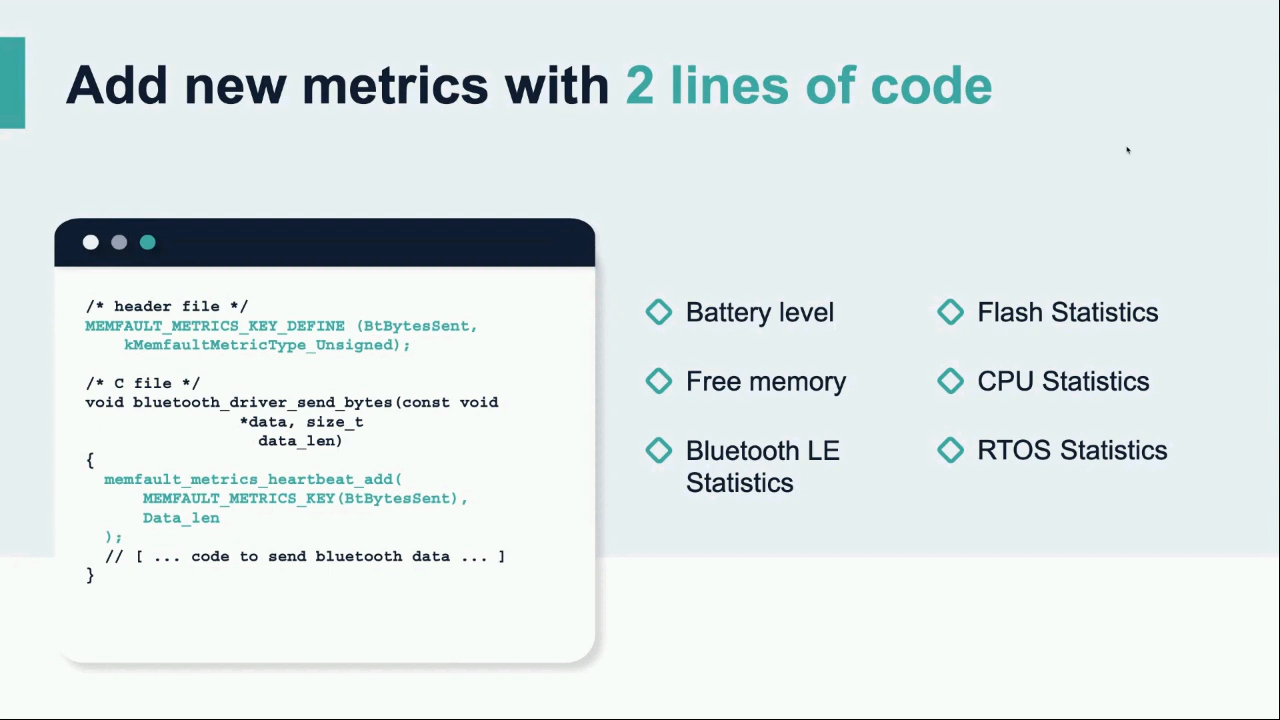 Add new metrics with 2 lines of code
/* header file */
MEMFAULT_METRICS_KEY_DEFINE (BtBytesSent,
kMemfaultMetricType_Unsigned);
/* C file */
void bluetooth_driver_send_bytes(const void
*data, size_t
data_len)
{
memfault_metrics_heartbeat_add(
MEMFAULT_METRICS_KEY(BtBytesSent),
Data_len
);
// [ ... code to send bluetooth data ... ]
}
Battery level
Free memory
Bluetooth LE
Statistics
Flash Statistics
CPU Statistics
RTOS Statistics